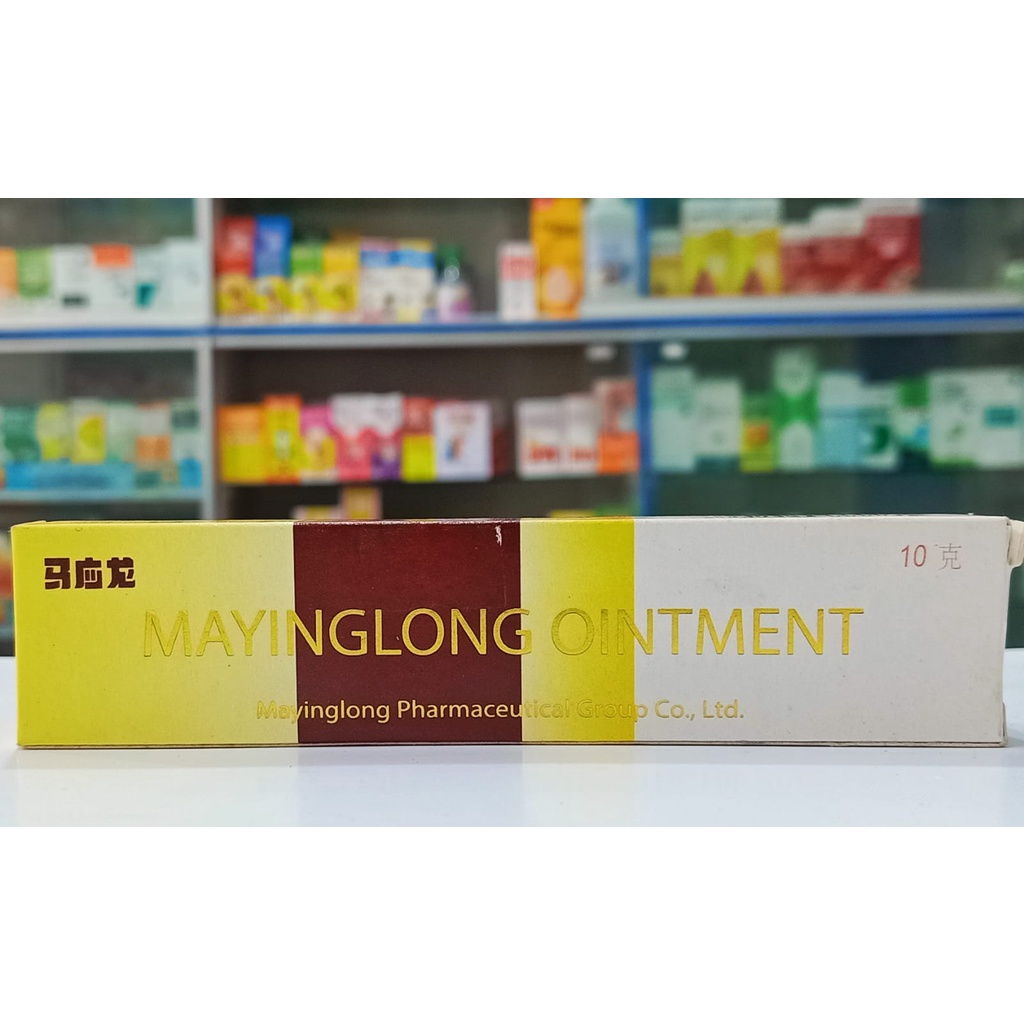 马应龙
10 克
MAYINGLONG OINTMENT
Mayinglong Pharmaceutical Group Co., Ltd.